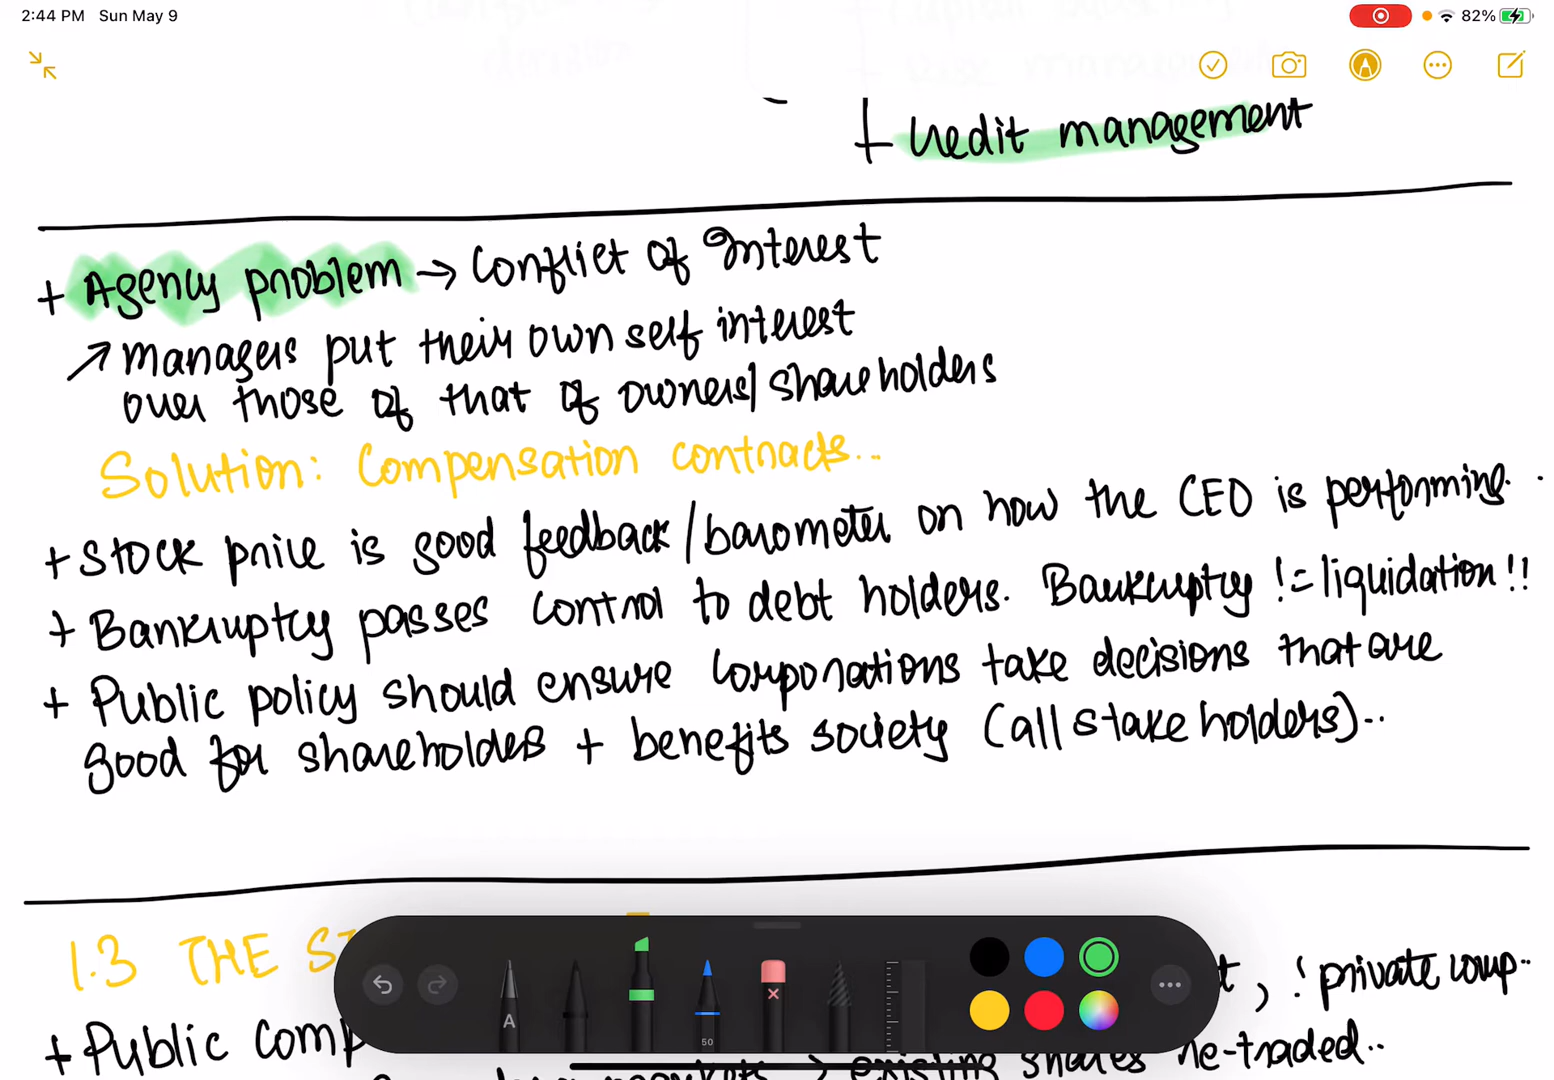 2:44 PM Sun May 9
82%
+ Credit management
+ Agency problem → Conflict of Interest
↗ managers put their own self interest
over those of that of owners/shareholders
Solution: Compensation contracts..
+ Stock price is good feedback/barometer on how the CEO is performing.
+ Bankruptcy passes control to debt holders. Bankruptcy != liquidation!!
+ Public policy should ensure corporations take decisions that are
good for shareholders + benefits society (all stakeholders)..
1.3 THE
, ! private comp..
+ Public comp
existing shares re-traded..
A
50